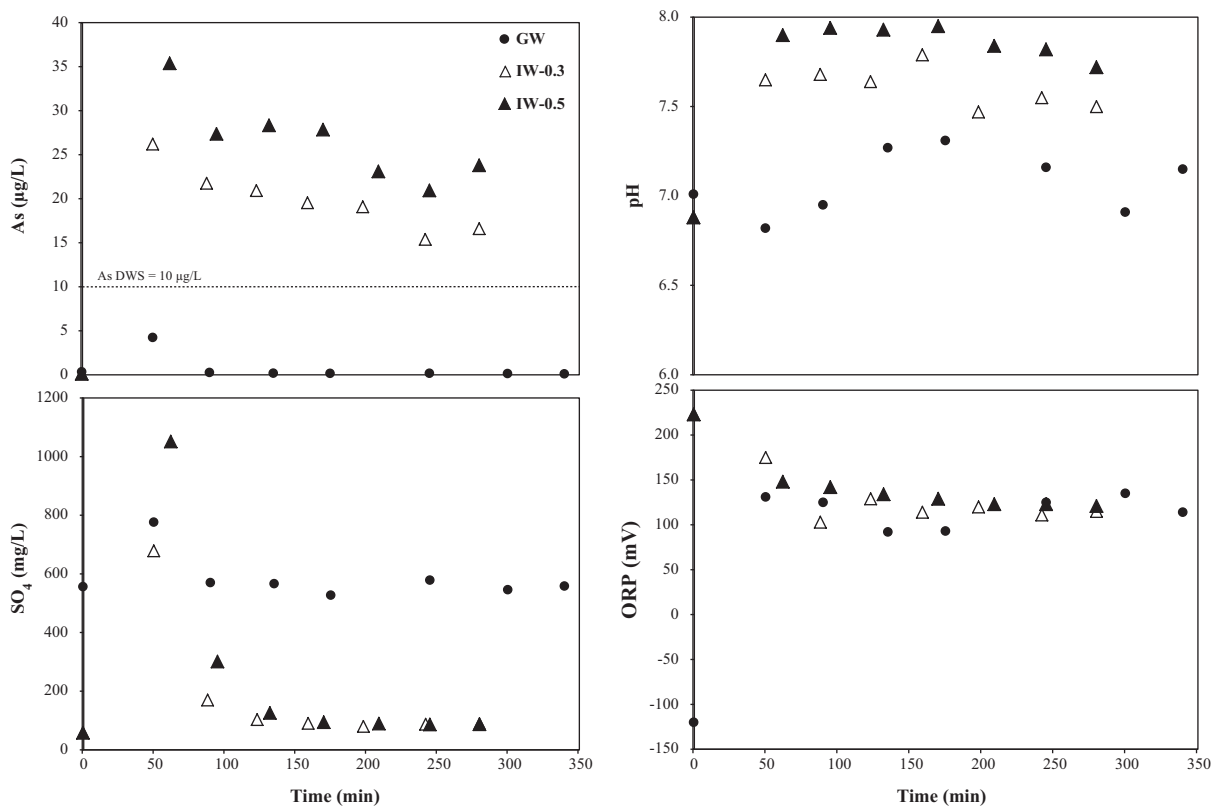 40
35
30
25
20
15
10
5
0
As (µg/L)
GW
IW-0.3
IW-0.5
As DWS = 10 µg/L
8.0
7.5
7.0
6.5
6.0
pH
1200
1000
800
600
400
200
0
SO4 (mg/L)
0 50 100 150 200 250 300 350
Time (min)
250
200
150
100
50
0
-50
-100
-150
ORP (mV)
0 50 100 150 200 250 300 350
Time (min)